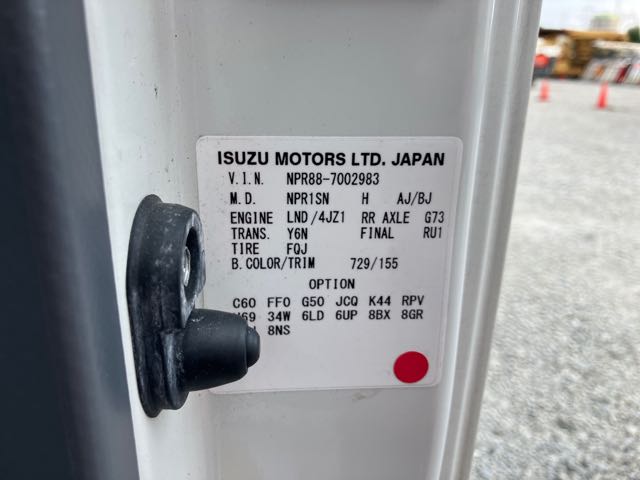 ISUZU MOTORS LTD. JAPAN
V.I.N. NPR88-7002983
M.D. NPR1SN H AJ/BJ
ENGINE LND/4JZ1 RR AXLE G73
TRANS. Y6N FINAL RU1
TIRE FQJ
B.COLOR/TRIM 729/155
OPTION
C60 FF0 G50 JCQ K44 RPV
34W 6LD 6UP 8BX 8GR
8NS